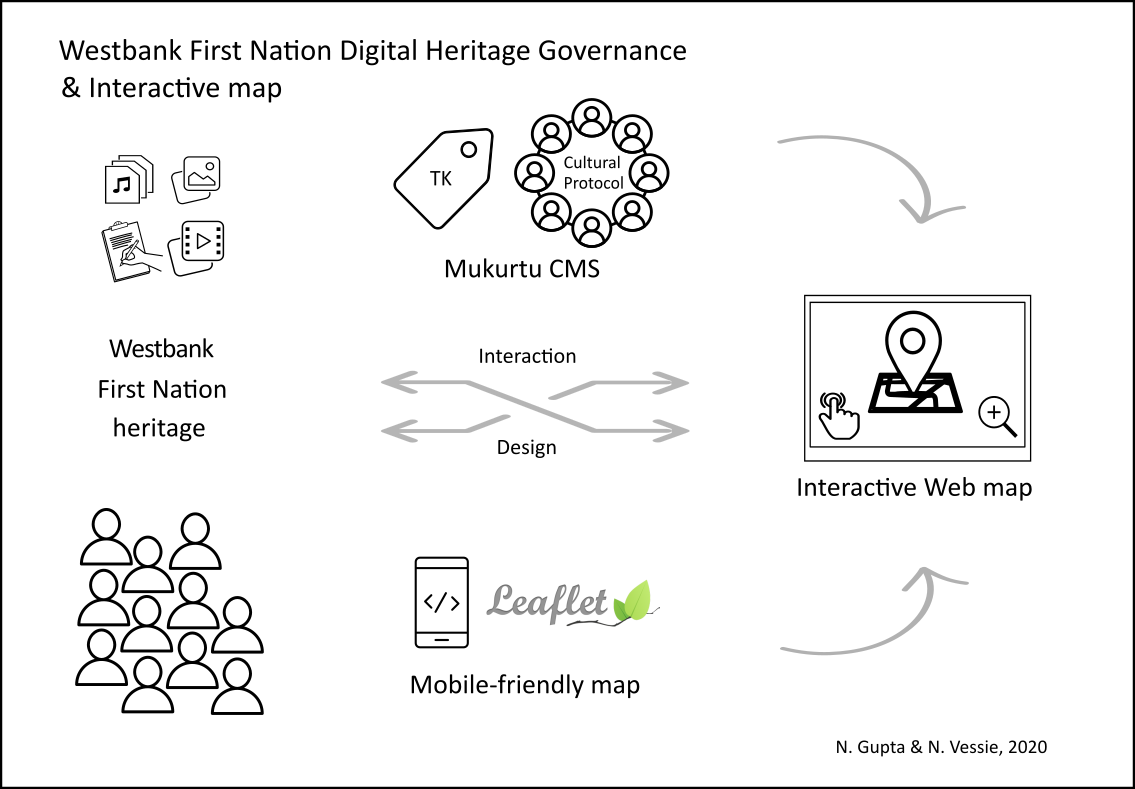 Westbank First Nation Digital Heritage Governance
& Interactive map
TK
Cultural
Protocol
Mukurtu CMS
Westbank
First Nation
heritage
Interaction
Design
Interactive Web map
</>
Leaflet
Mobile-friendly map
N. Gupta & N. Vessie, 2020